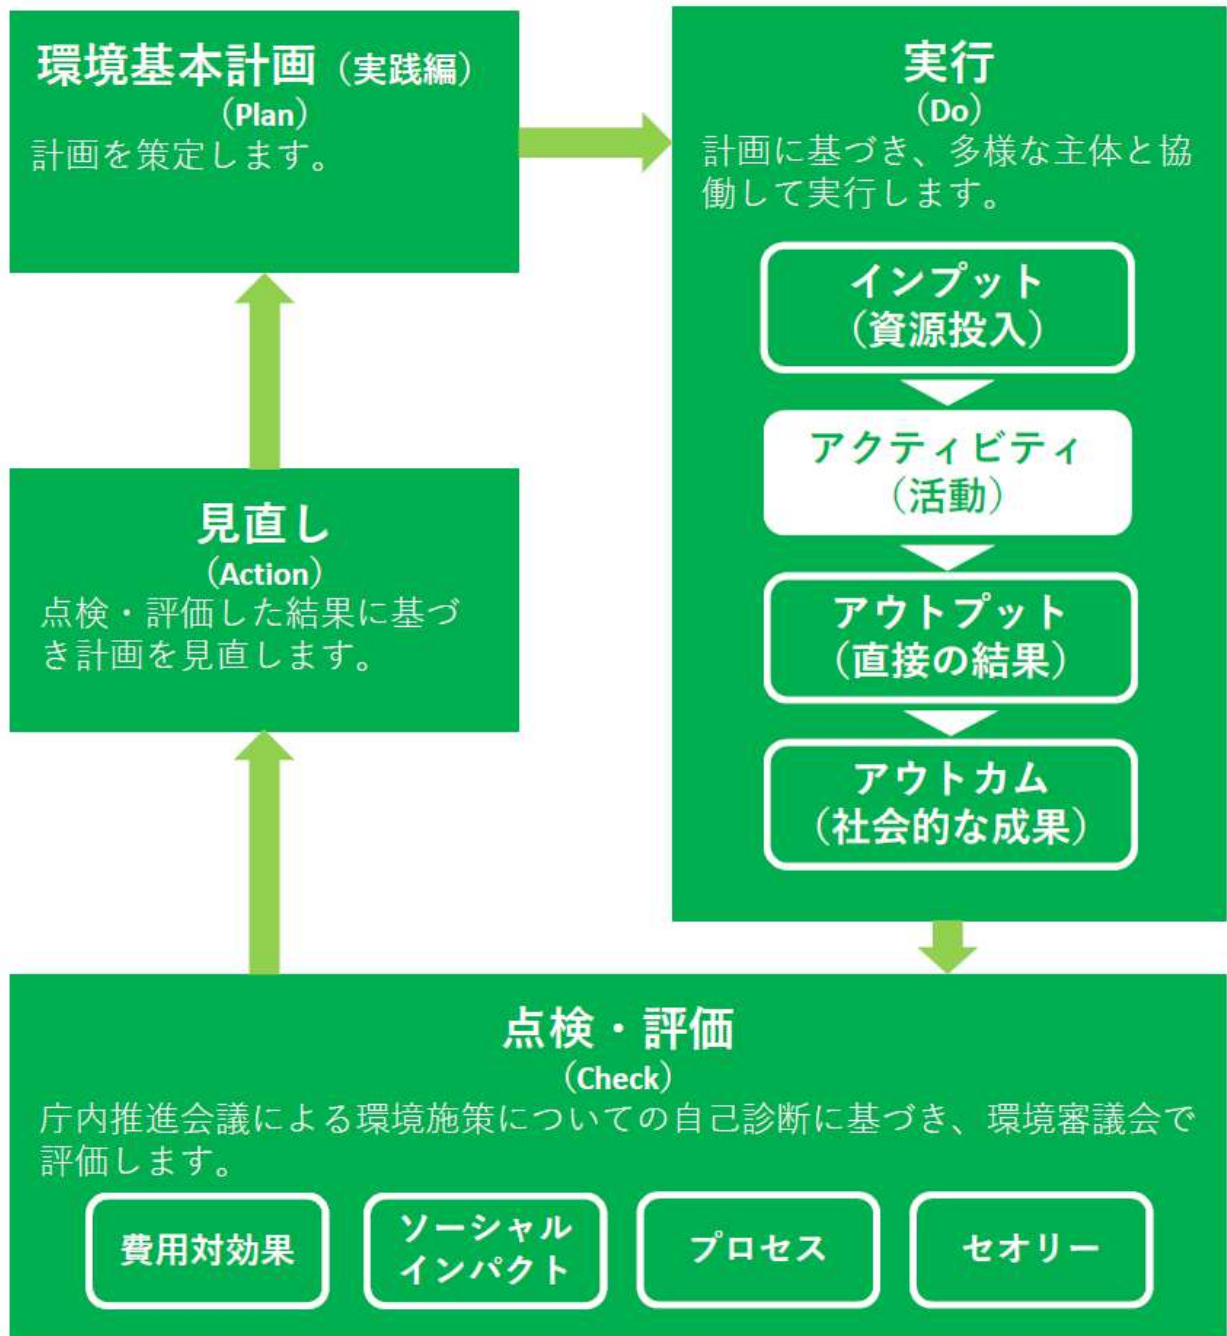 環境基本計画（実践編）
（Plan）
計画を策定します。
実行
（Do）
計画に基づき、多様な主体と協
働して実行します。
インプット
（資源投入）
アクティビティ
（活動）
アウトプット
（直接の結果）
アウトカム
（社会的な成果）
点検・評価
（Check）
庁内推進会議による環境施策についての自己診断に基づき、環境審議会で
評価します。
費用対効果
ソーシャル
インパクト
プロセス
セオリー
見直し
（Action）
点検・評価した結果に基づ
き計画を見直します。